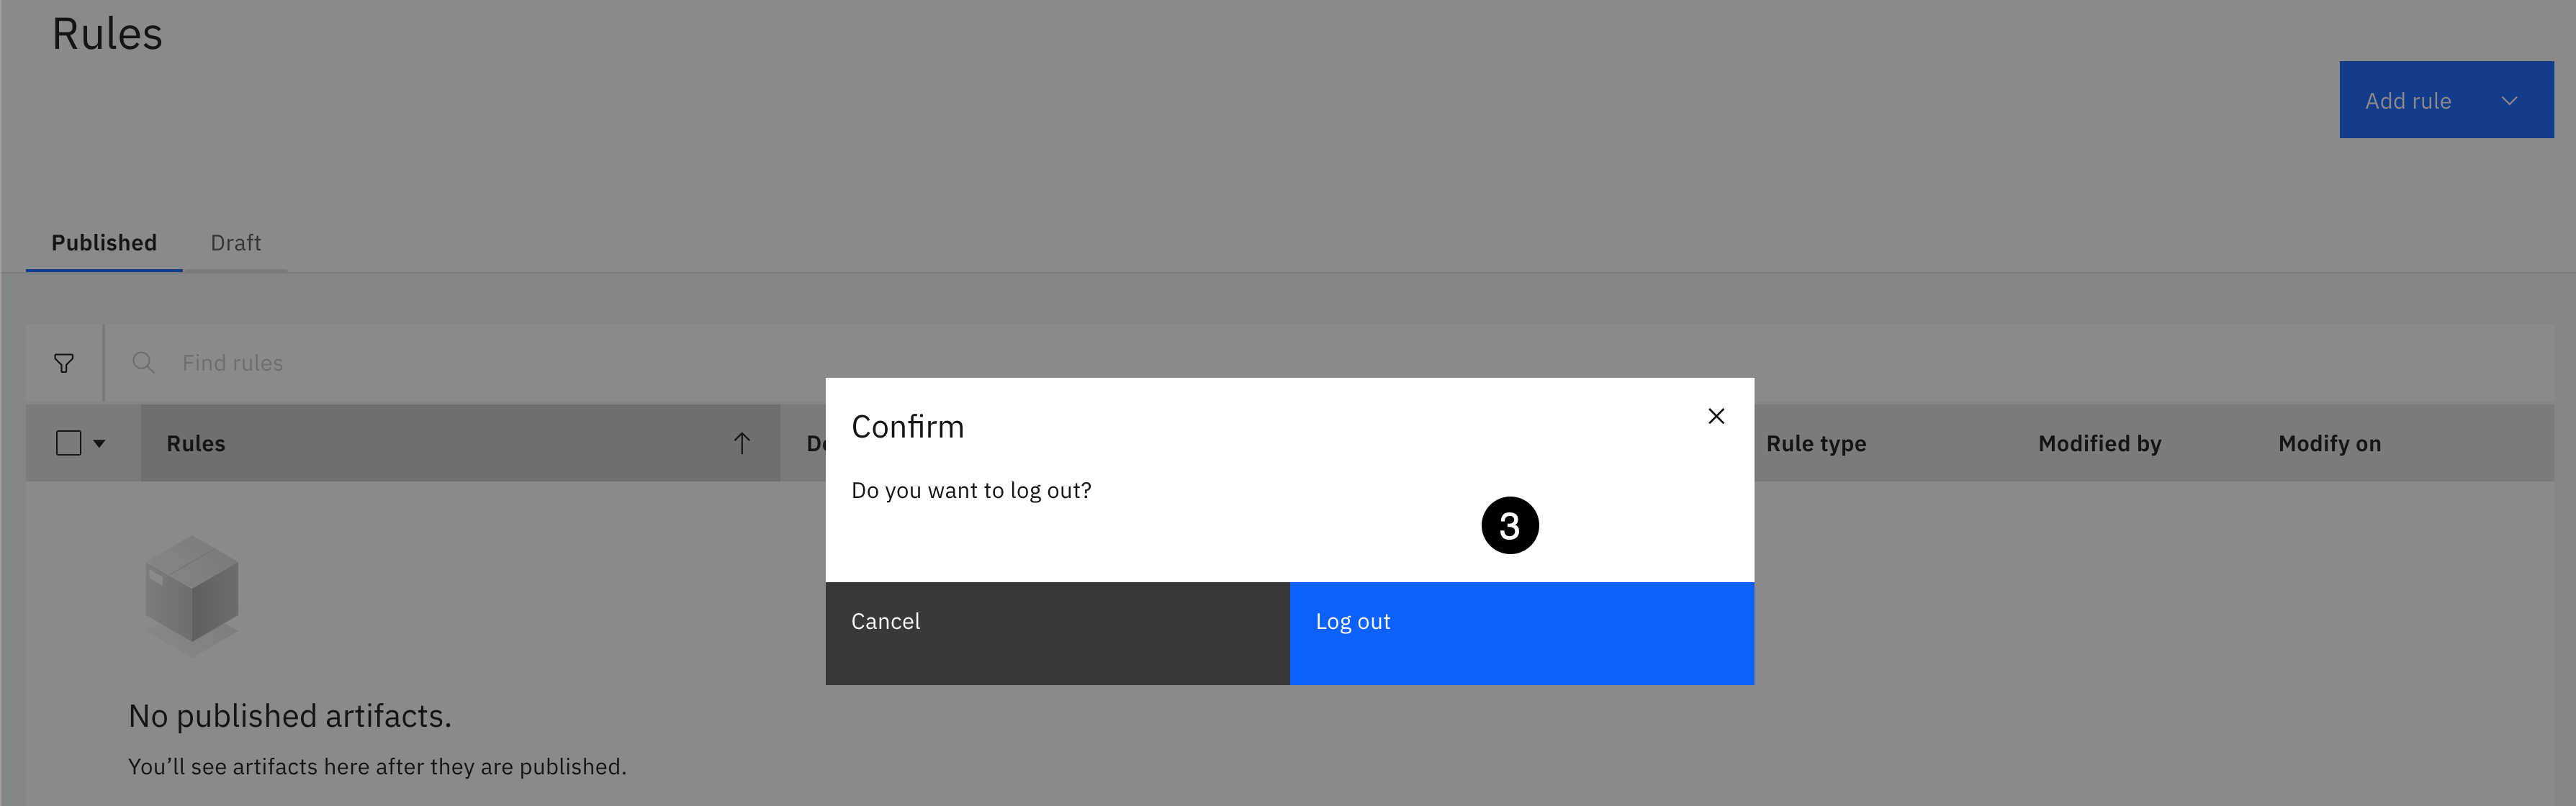 Rules
Add rule
Published
Draft
Find rules
Rules
Rule type
Modified by
Modify on
Confirm
Do you want to log out?
3
Cancel
Log out
No published artifacts.
You’ll see artifacts here after they are published.